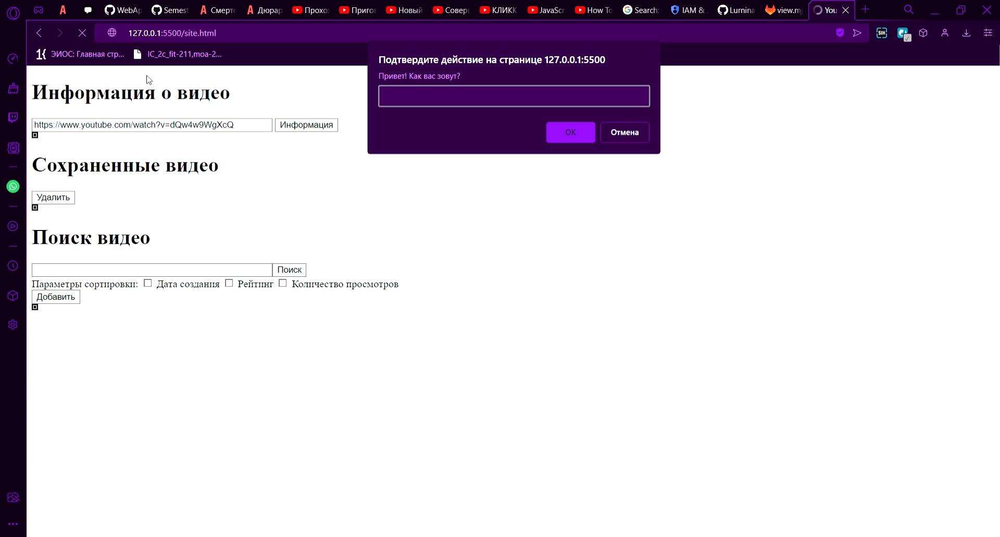 WebAp
Semest
Смерте
Дюрар
Прохо
Приго
Новый
Совер
КЛИКК
JavaScr
How To
Search:
IAM &
Lurnina
view.m
You
127.0.0.1:5500/site.html
SIH
ЭИОС: Главная стр...
IC_2c_fit-211,moa-2...
Подтвердите действие на странице 127.0.0.1:5500
Привет! Как вас зовут?
OK
Отмена
Информация о видео
https://www.youtube.com/watch?v=dQw4w9WgXcQ
Информация
Сохраненные видео
Удалить
Поиск видео
Поиск
Параметры сортировки: Дата создания Рейтинг Количество просмотров
Добавить